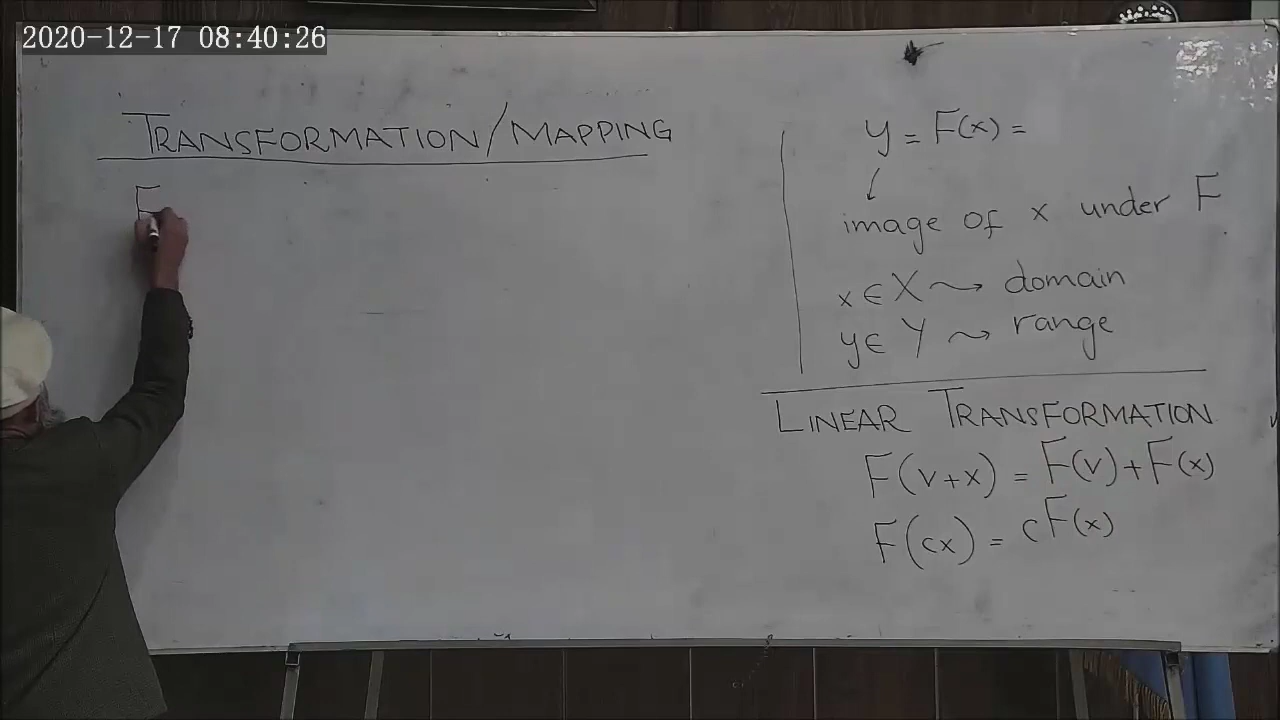 2020-12-17 08:40:26
TRANSFORMATION/MAPPING
F
y = F(x) =
image of x under F
x ∈ X ⇝ domain
y ∈ Y ⇝ range
LINEAR TRANSFORMATION
F(v+x) = F(v)+F(x)
F(cx) = cF(x)